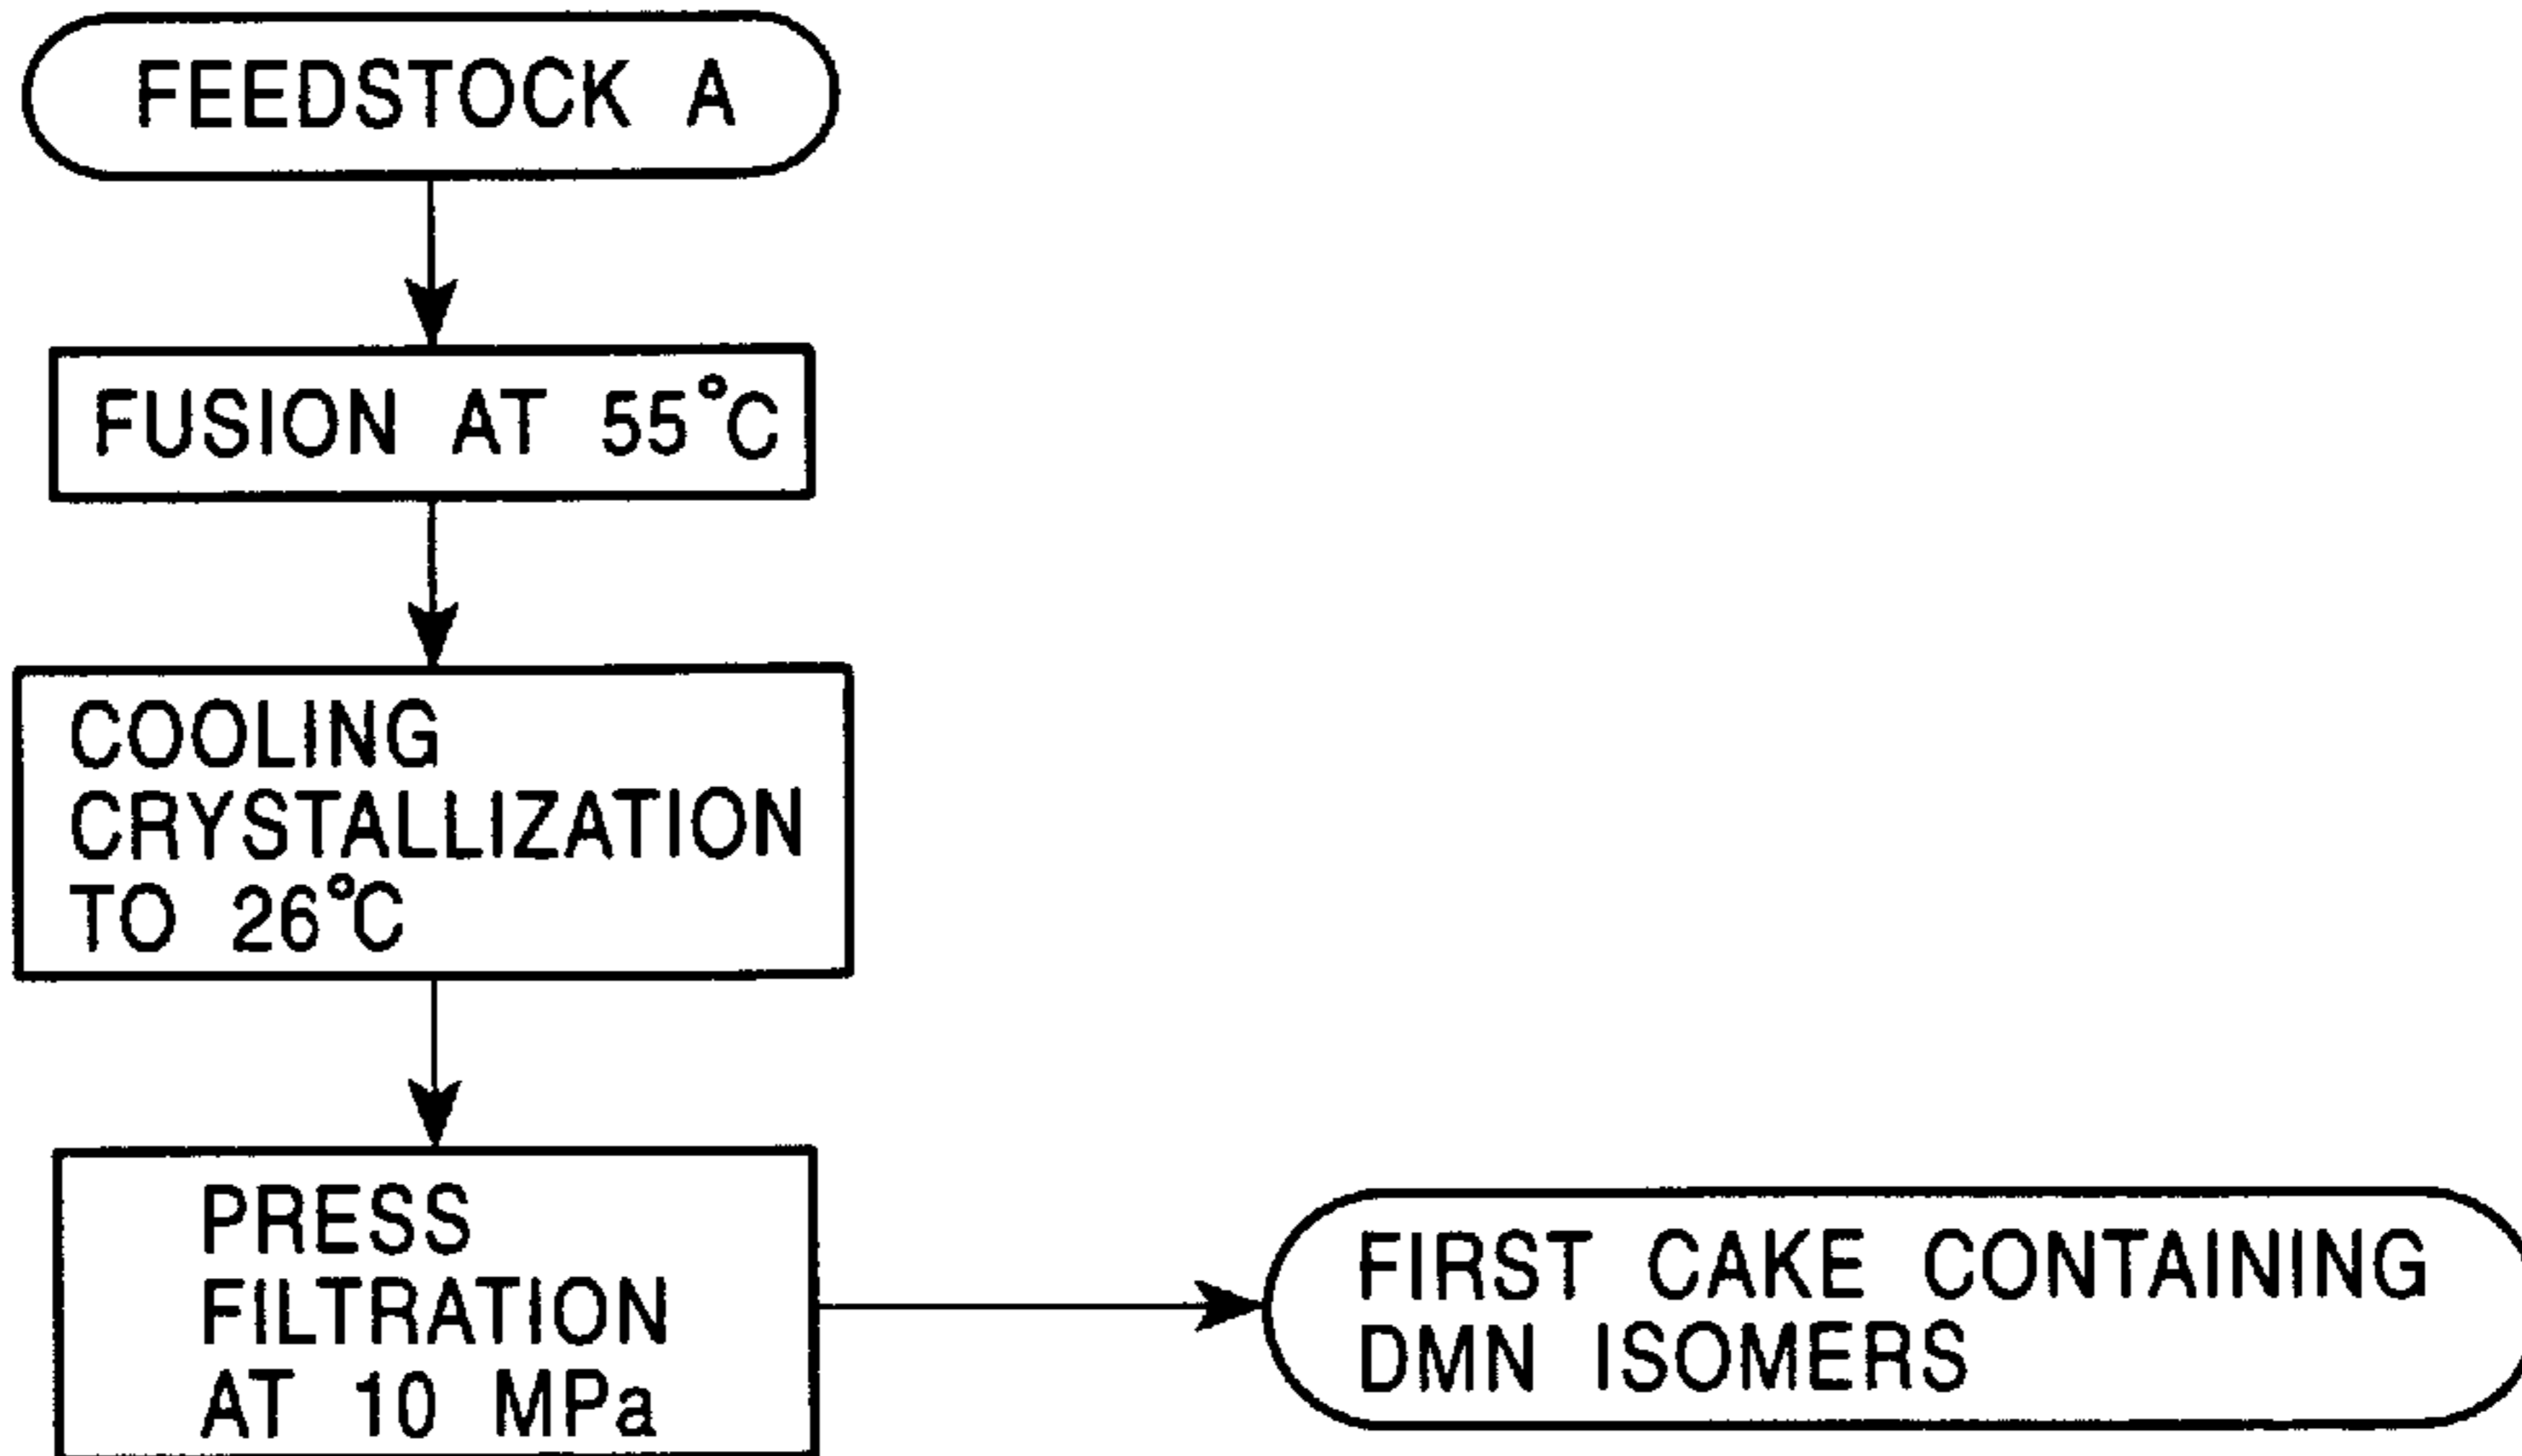 FEEDSTOCK A
FUSION AT 55°C
COOLING
CRYSTALLIZATION
TO 26°C
PRESS
FILTRATION
AT 10 MPa
FIRST CAKE CONTAINING
DMN ISOMERS